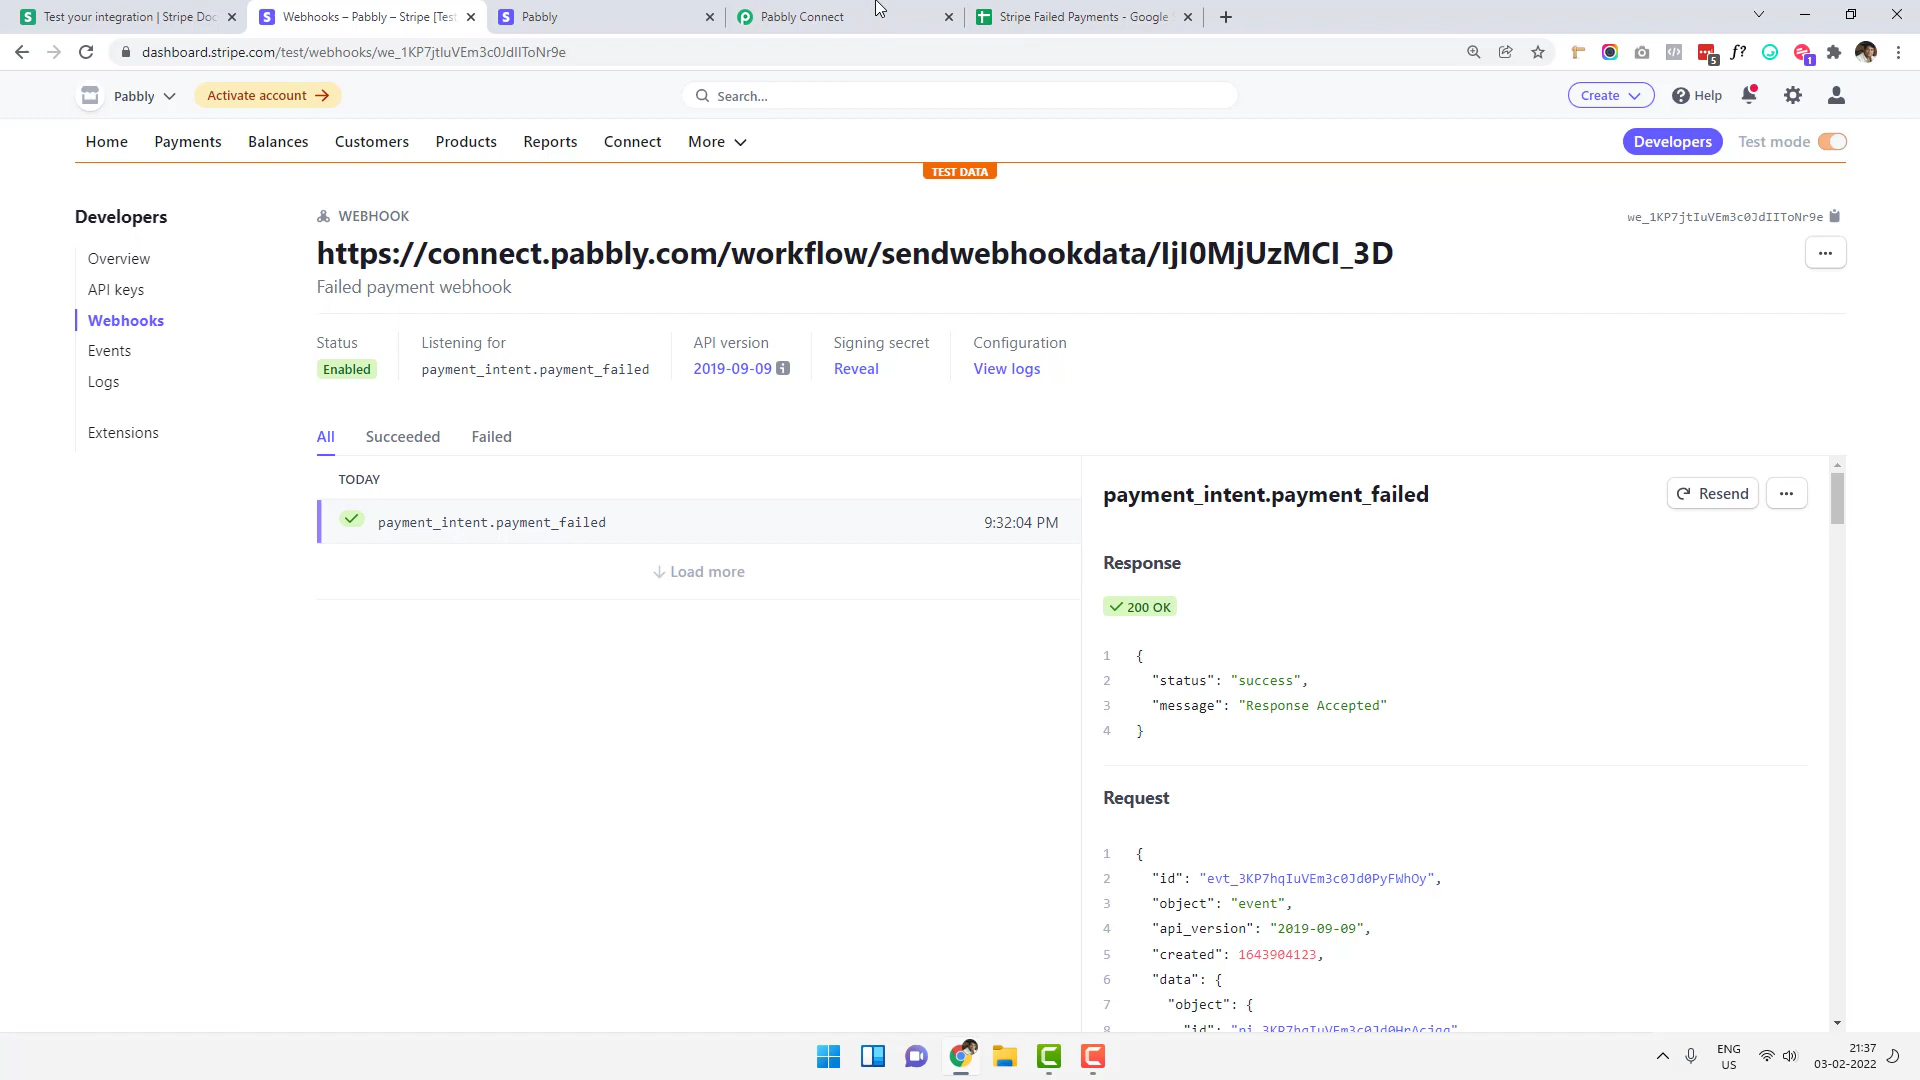 Test your integration | Stripe Doc
Webhooks – Pabbly – Stripe [Test
Pabbly
Pabbly Connect
Stripe Failed Payments - Google
dashboard.stripe.com/test/webhooks/we_1KP7jtIuVEm3c0JdIIToNr9e
5
f?
1
Pabbly
Activate account
Search...
Create
Help
Home
Payments
Balances
Customers
Products
Reports
Connect
More
Developers
Test mode
TEST DATA
Developers
Overview
API keys
Webhooks
Events
Logs
Extensions
WEBHOOK
we_1KP7jtIuVEm3c0JdIIToNr9e
https://connect.pabbly.com/workflow/sendwebhookdata/IjI0MjUzMCI_3D
Failed payment webhook
Status
Enabled
Listening for
payment_intent.payment_failed
API version
2019-09-09
Signing secret
Reveal
Configuration
View logs
All
Succeeded
Failed
TODAY
payment_intent.payment_failed
9:32:04 PM
Load more
payment_intent.payment_failed
Resend
Response
200 OK
1 {
2 "status": "success",
3 "message": "Response Accepted"
4 }
Request
1 {
2 "id": "evt_3KP7hqIuVEm3c0Jd0PyFWhOy",
3 "object": "event",
4 "api_version": "2019-09-09",
5 "created": 1643904123,
6 "data": {
7 "object": {
8 "id": "pi_3KP7hqIuVEm3c0Jd0HrAcjqq"
ENG
US
21:37
03-02-2022